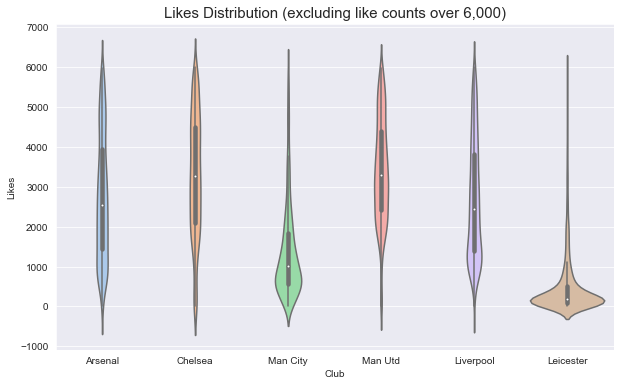 Likes Distribution (excluding like counts over 6,000)
7000
6000
5000
4000
3000
2000
1000
0
−1000
Likes
Arsenal Chelsea Man City Man Utd Liverpool Leicester
Club